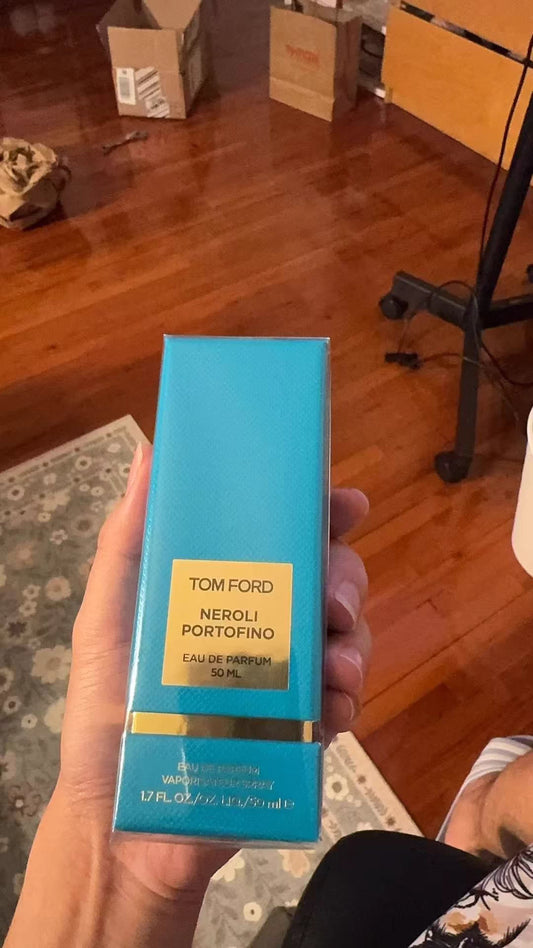 TOM FORD
NEROLI
PORTOFINO
EAU DE PARFUM
50 ML
EAU DE PARFUM
VAPORISATEUR SPRAY
1.7 FL. OZ./OZ. LIQ./50 ml e